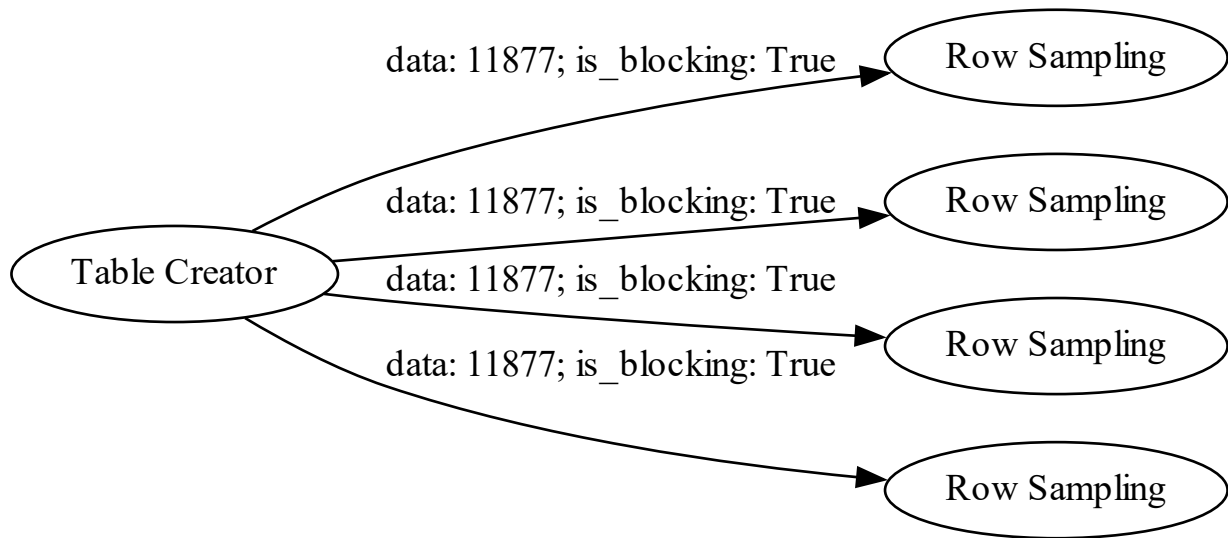 data: 11877; is_blocking: True
Row Sampling
data: 11877; is_blocking: True
Row Sampling
Table Creator
data: 11877; is_blocking: True
Row Sampling
data: 11877; is_blocking: True
Row Sampling